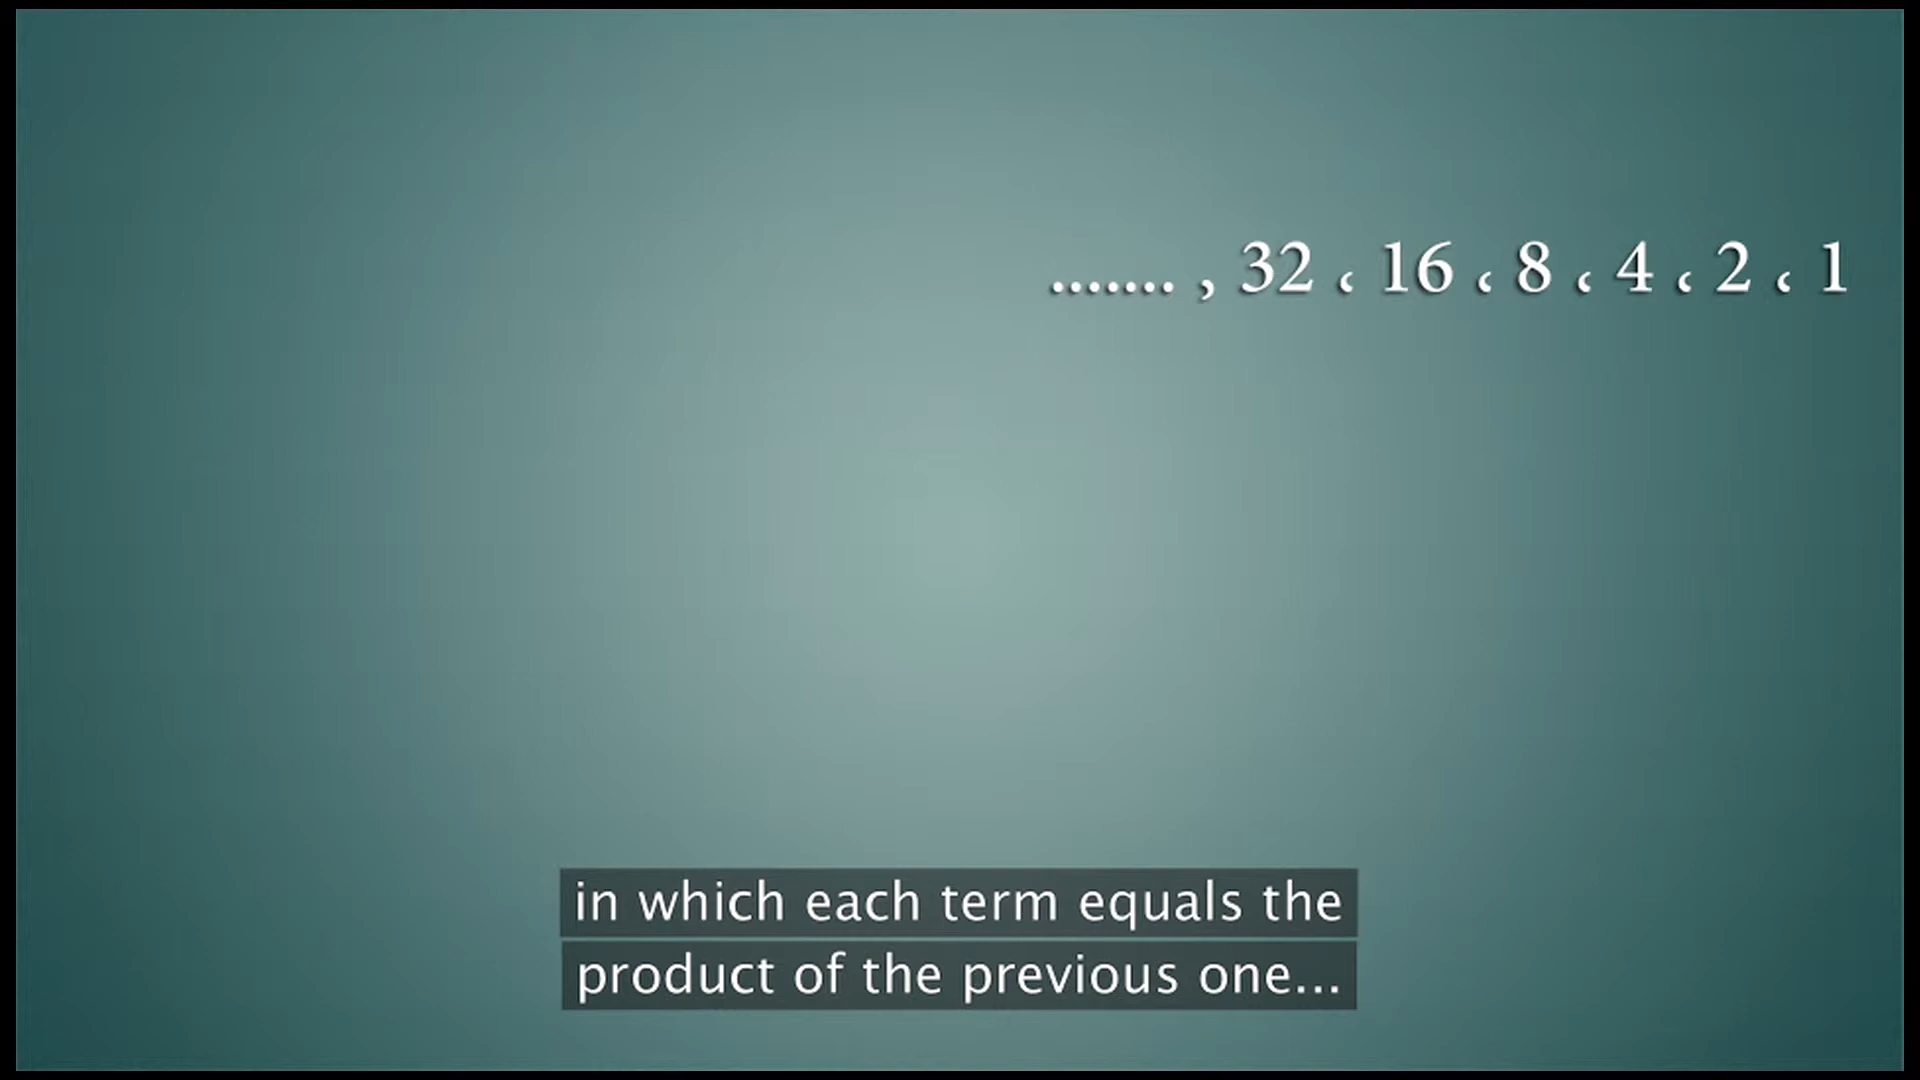 1 ، 2 ، 4 ، 8 ، 16 ، 32 , .......
in which each term equals the
product of the previous one...